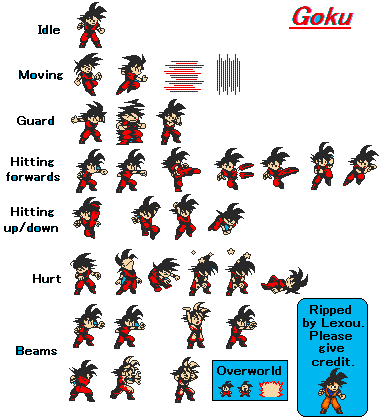 Goku
Idle
Moving
Guard
Hitting
forwards
Hitting
up/down
Hurt
Beams
Overworld
Ripped
by Lexou.
Please
give
credit.